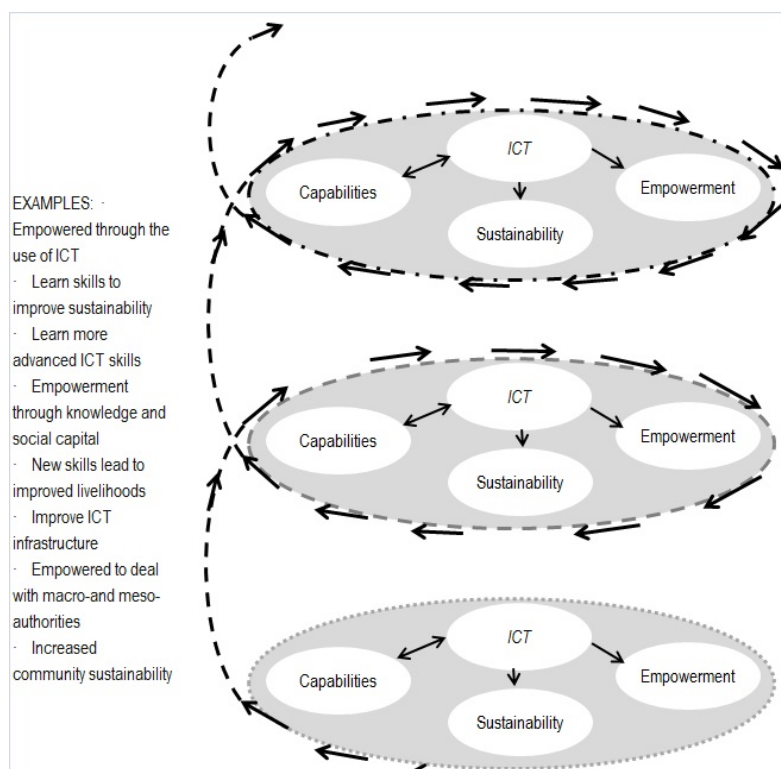 EXAMPLES: ·
Empowered through the
use of ICT
· Learn skills to
improve sustainability
· Learn more
advanced ICT skills
· Empowerment
through knowledge and
social capital
· New skills lead to
improved livelihoods
· Improve ICT
infrastructure
· Empowered to deal
with macro-and meso-
authorities
· Increased
community sustainability
ICT
Capabilities
Empowerment
Sustainability
ICT
Capabilities
Empowerment
Sustainability
ICT
Capabilities
Empowerment
Sustainability